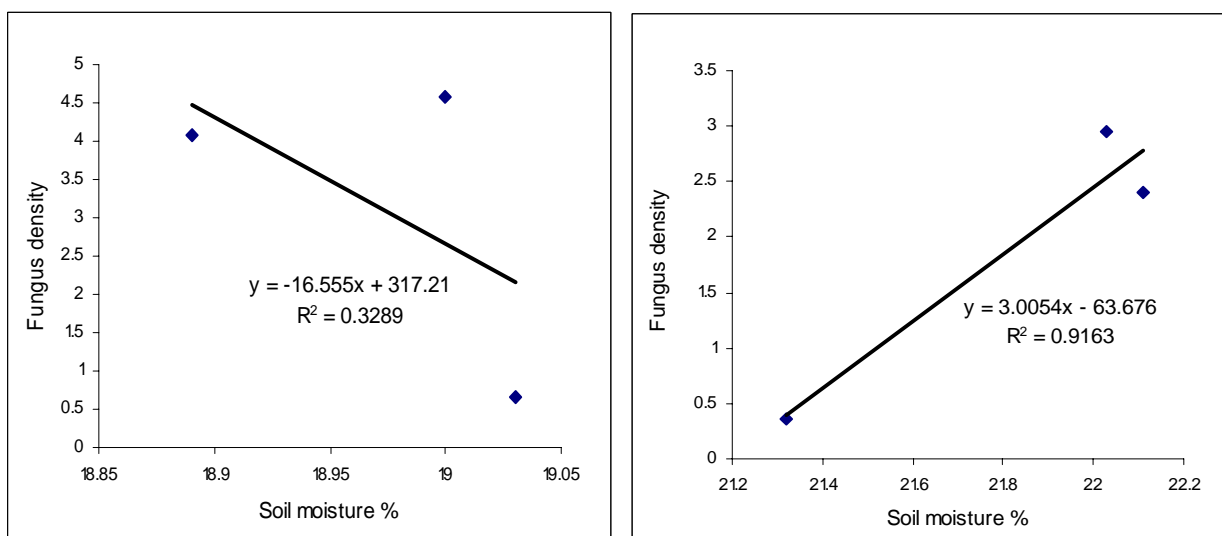 5
4.5
4
3.5
3
2.5
2
1.5
1
0.5
0
Fungus density
y = -16.555x + 317.21
R² = 0.3289
18.85 18.9 18.95 19 19.05
Soil moisture %
3.5
3
2.5
2
1.5
1
0.5
0
Fungus density
y = 3.0054x - 63.676
R² = 0.9163
21.2 21.4 21.6 21.8 22 22.2
Soil moisture %